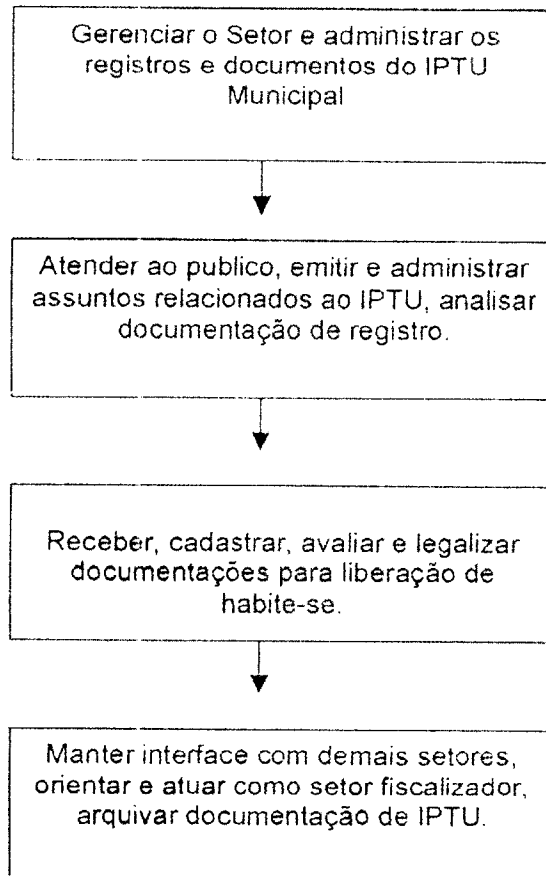 Gerenciar o Setor e administrar os
registros e documentos do IPTU
Municipal
Atender ao publico, emitir e administrar
assuntos relacionados ao IPTU, analisar
documentação de registro.
Receber, cadastrar, avaliar e legalizar
documentações para liberação de
habite-se.
Manter interface com demais setores,
orientar e atuar como setor fiscalizador,
arquivar documentação de IPTU.